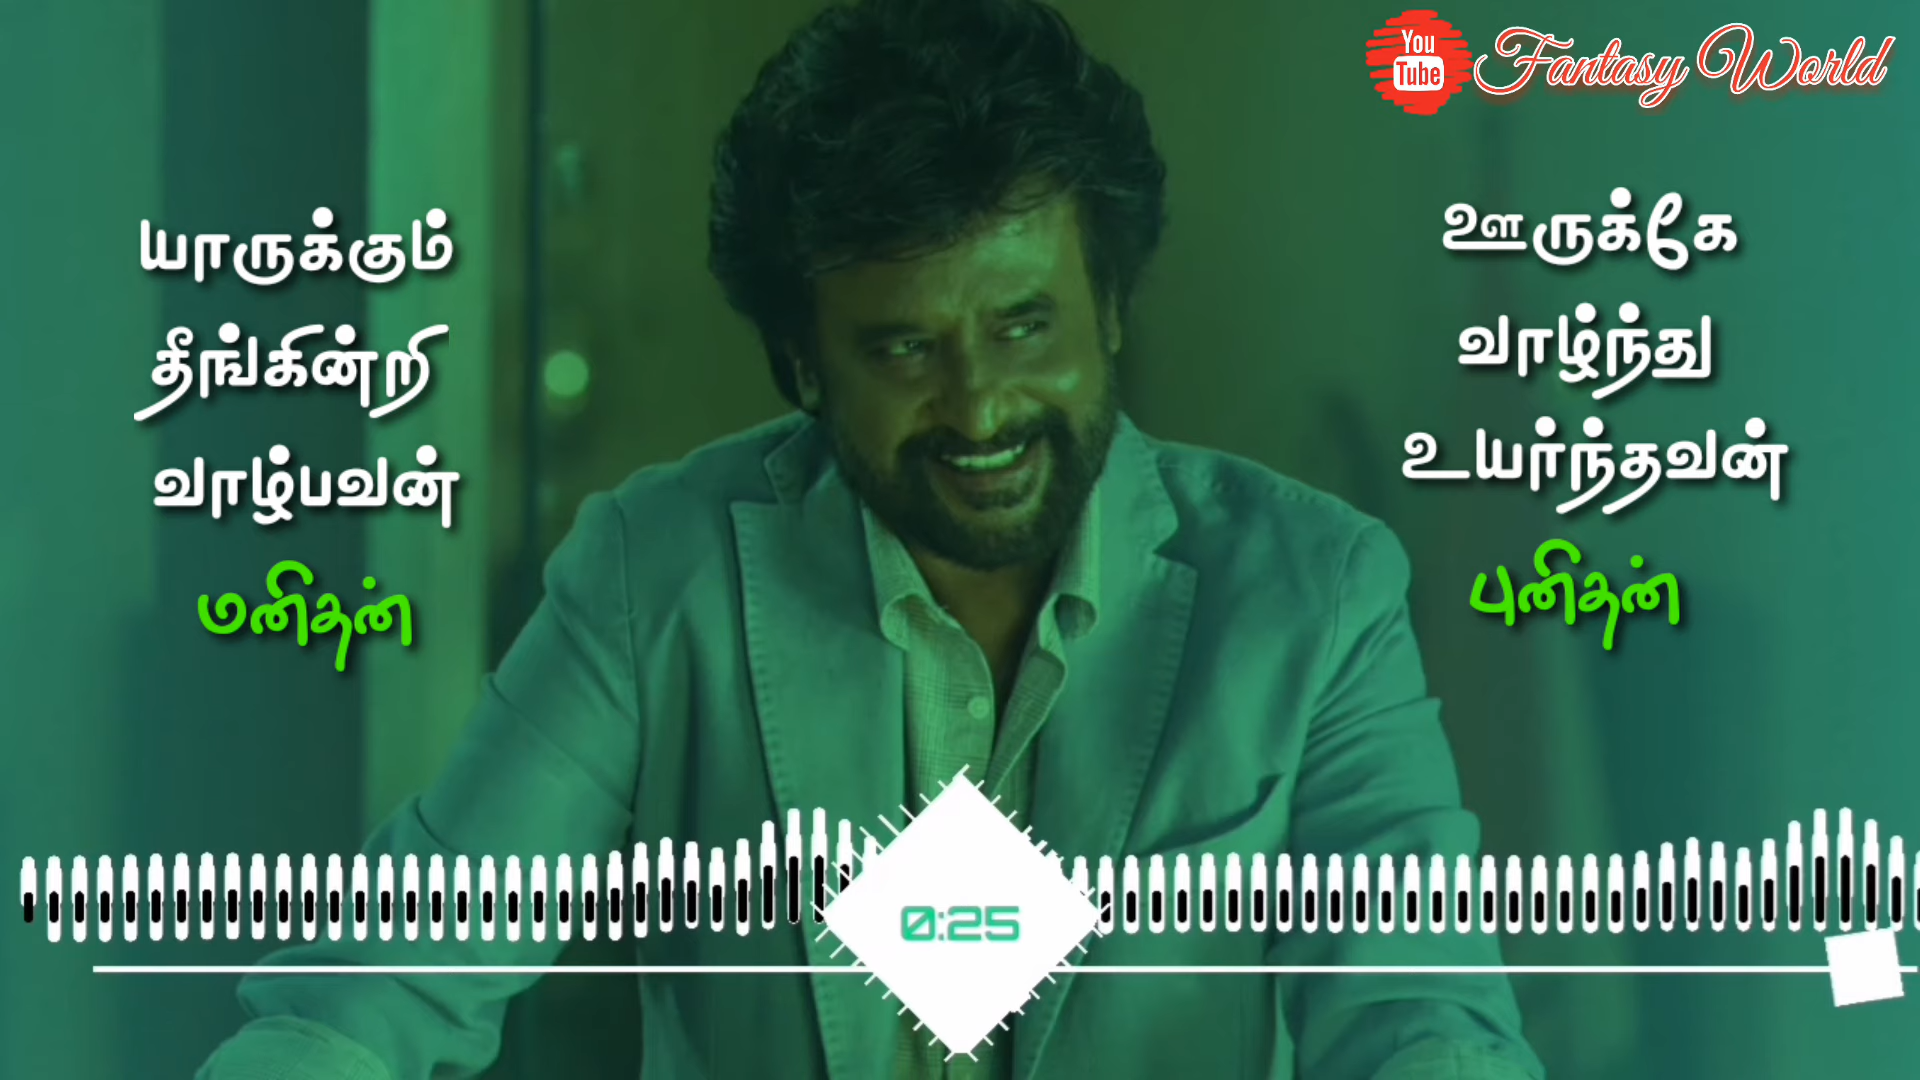 You
Tube
Fantasy World
யாருக்கும்
தீங்கின்றி
வாழ்பவன்
மனிதன்
ஊருக்கே
வாழ்ந்து
உயர்ந்தவன்
புனிதன்
0:25